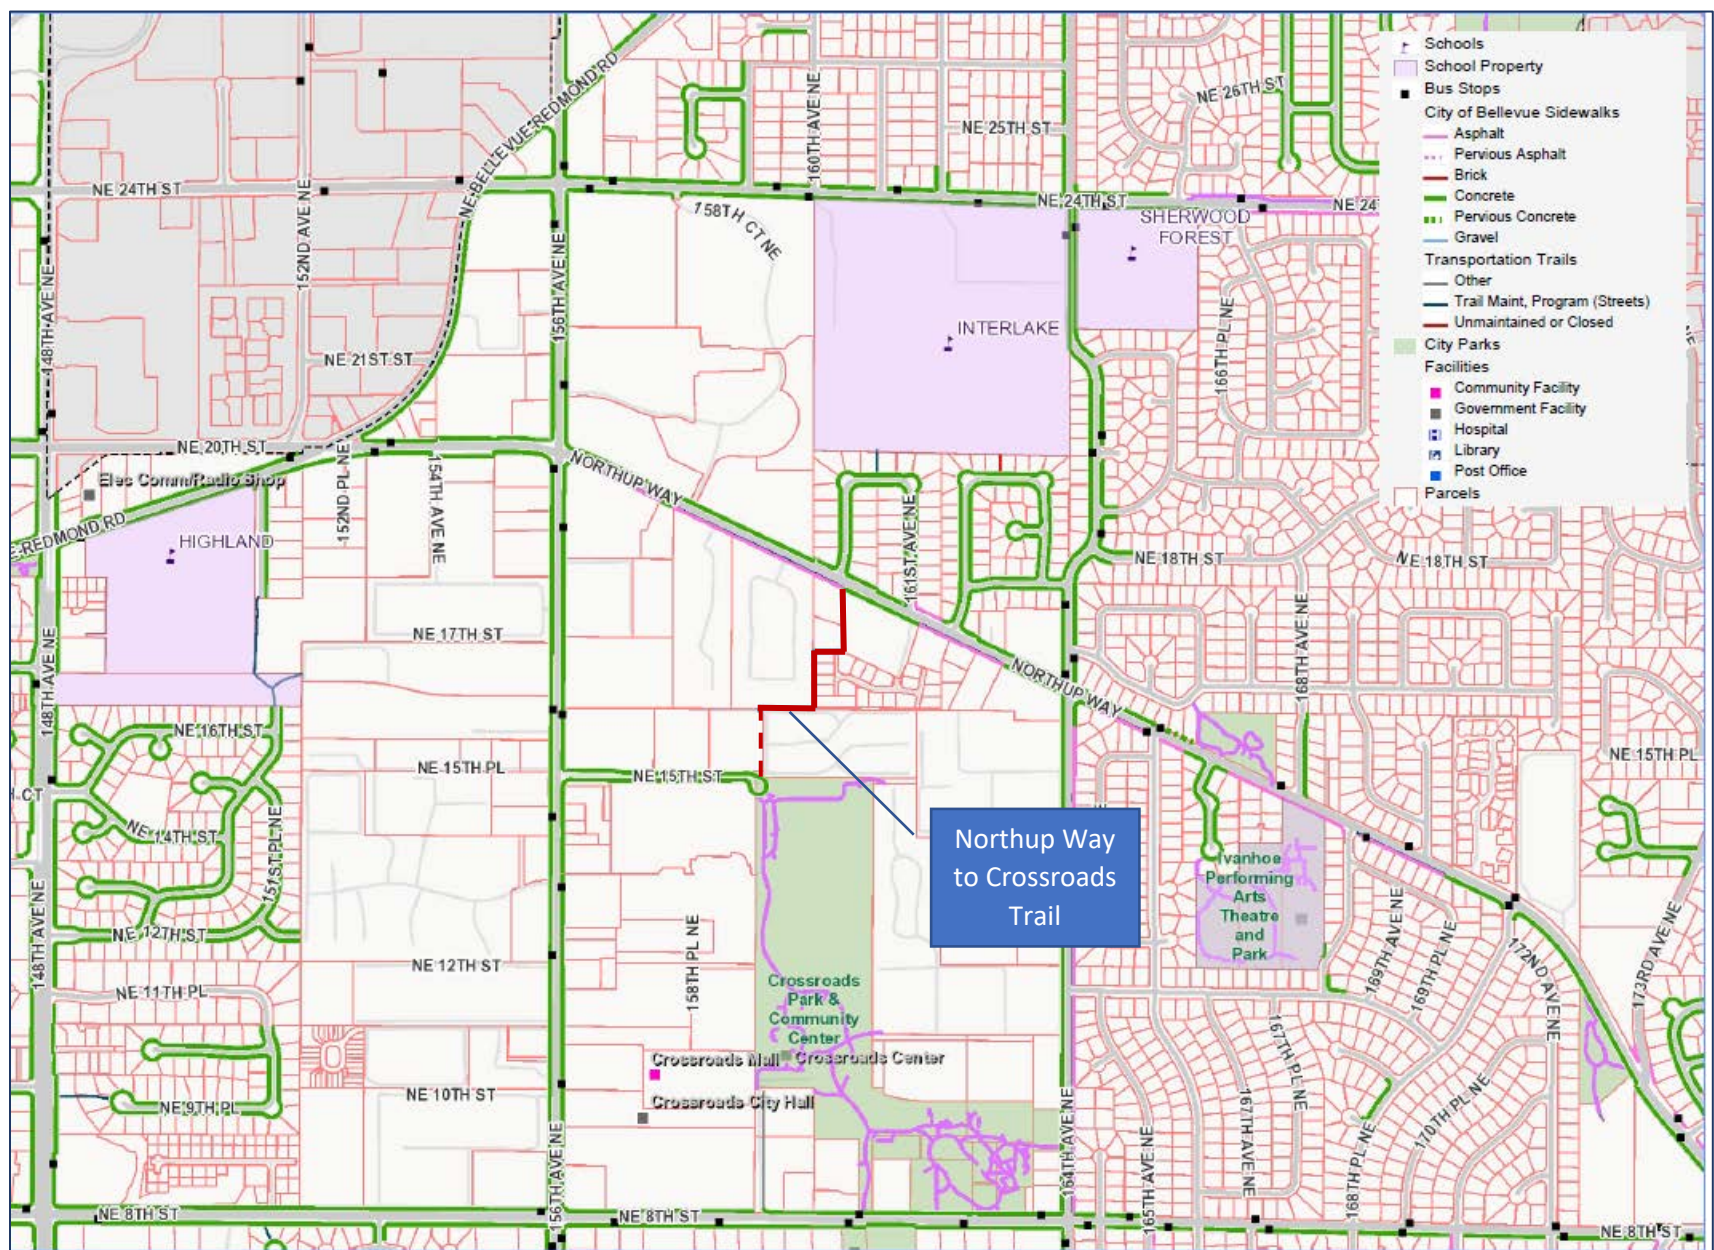 Schools
School Property
Bus Stops
City of Bellevue Sidewalks
Asphalt
Pervious Asphalt
Brick
Concrete
Pervious Concrete
Gravel
Transportation Trails
Other
Trail Maint, Program (Streets)
Unmaintained or Closed
City Parks
Facilities
Community Facility
Government Facility
Hospital
Library
Post Office
Parcels
NE BELLEVUE-REDMOND RD
160TH AVE NE
NE 26TH ST
NE 25TH ST
NE 24TH ST
152ND AVE NE
158TH CT NE
NE 24TH ST
NE 24
SHERWOOD
FOREST
148TH AVE NE
156TH AVE NE
INTERLAKE
166TH PL NE
NE
NE 21ST ST
NE 20TH ST
Elec Comm/Radio Shop
152ND PL NE
154TH AVE NE
NORTHUP WAY
161ST AVE NE
E-REDMOND RD
HIGHLAND
NE 18TH ST
NE 18TH ST
NE 17TH ST
148TH AVE NE
168TH AVE NE
NORTHUP WAY
NE 16TH ST
NE 15TH PL
NE 15TH ST
NE 15TH PL
H CT
NE 14TH ST
151ST PL NE
Northup Way
to Crossroads
Trail
Ivanhoe
Performing
Arts
Theatre
and
Park
148TH AVE NE
NE 12TH ST
NE 12TH ST
158TH PL NE
169TH AVE NE
169TH PL NE
172ND AVE NE
173RD AVE NE
NE 11TH PL
Crossroads
Park &
Community
Center
Crossroads Mall
Crossroads Center
167TH PL NE
NE 10TH ST
Crossroads City Hall
NE 9TH PL
156TH AVE NE
164TH AVE NE
165TH AVE NE
167TH AVE NE
168TH PL NE
170TH PL NE
NE 8TH ST
NE 8TH ST
NE 8TH ST